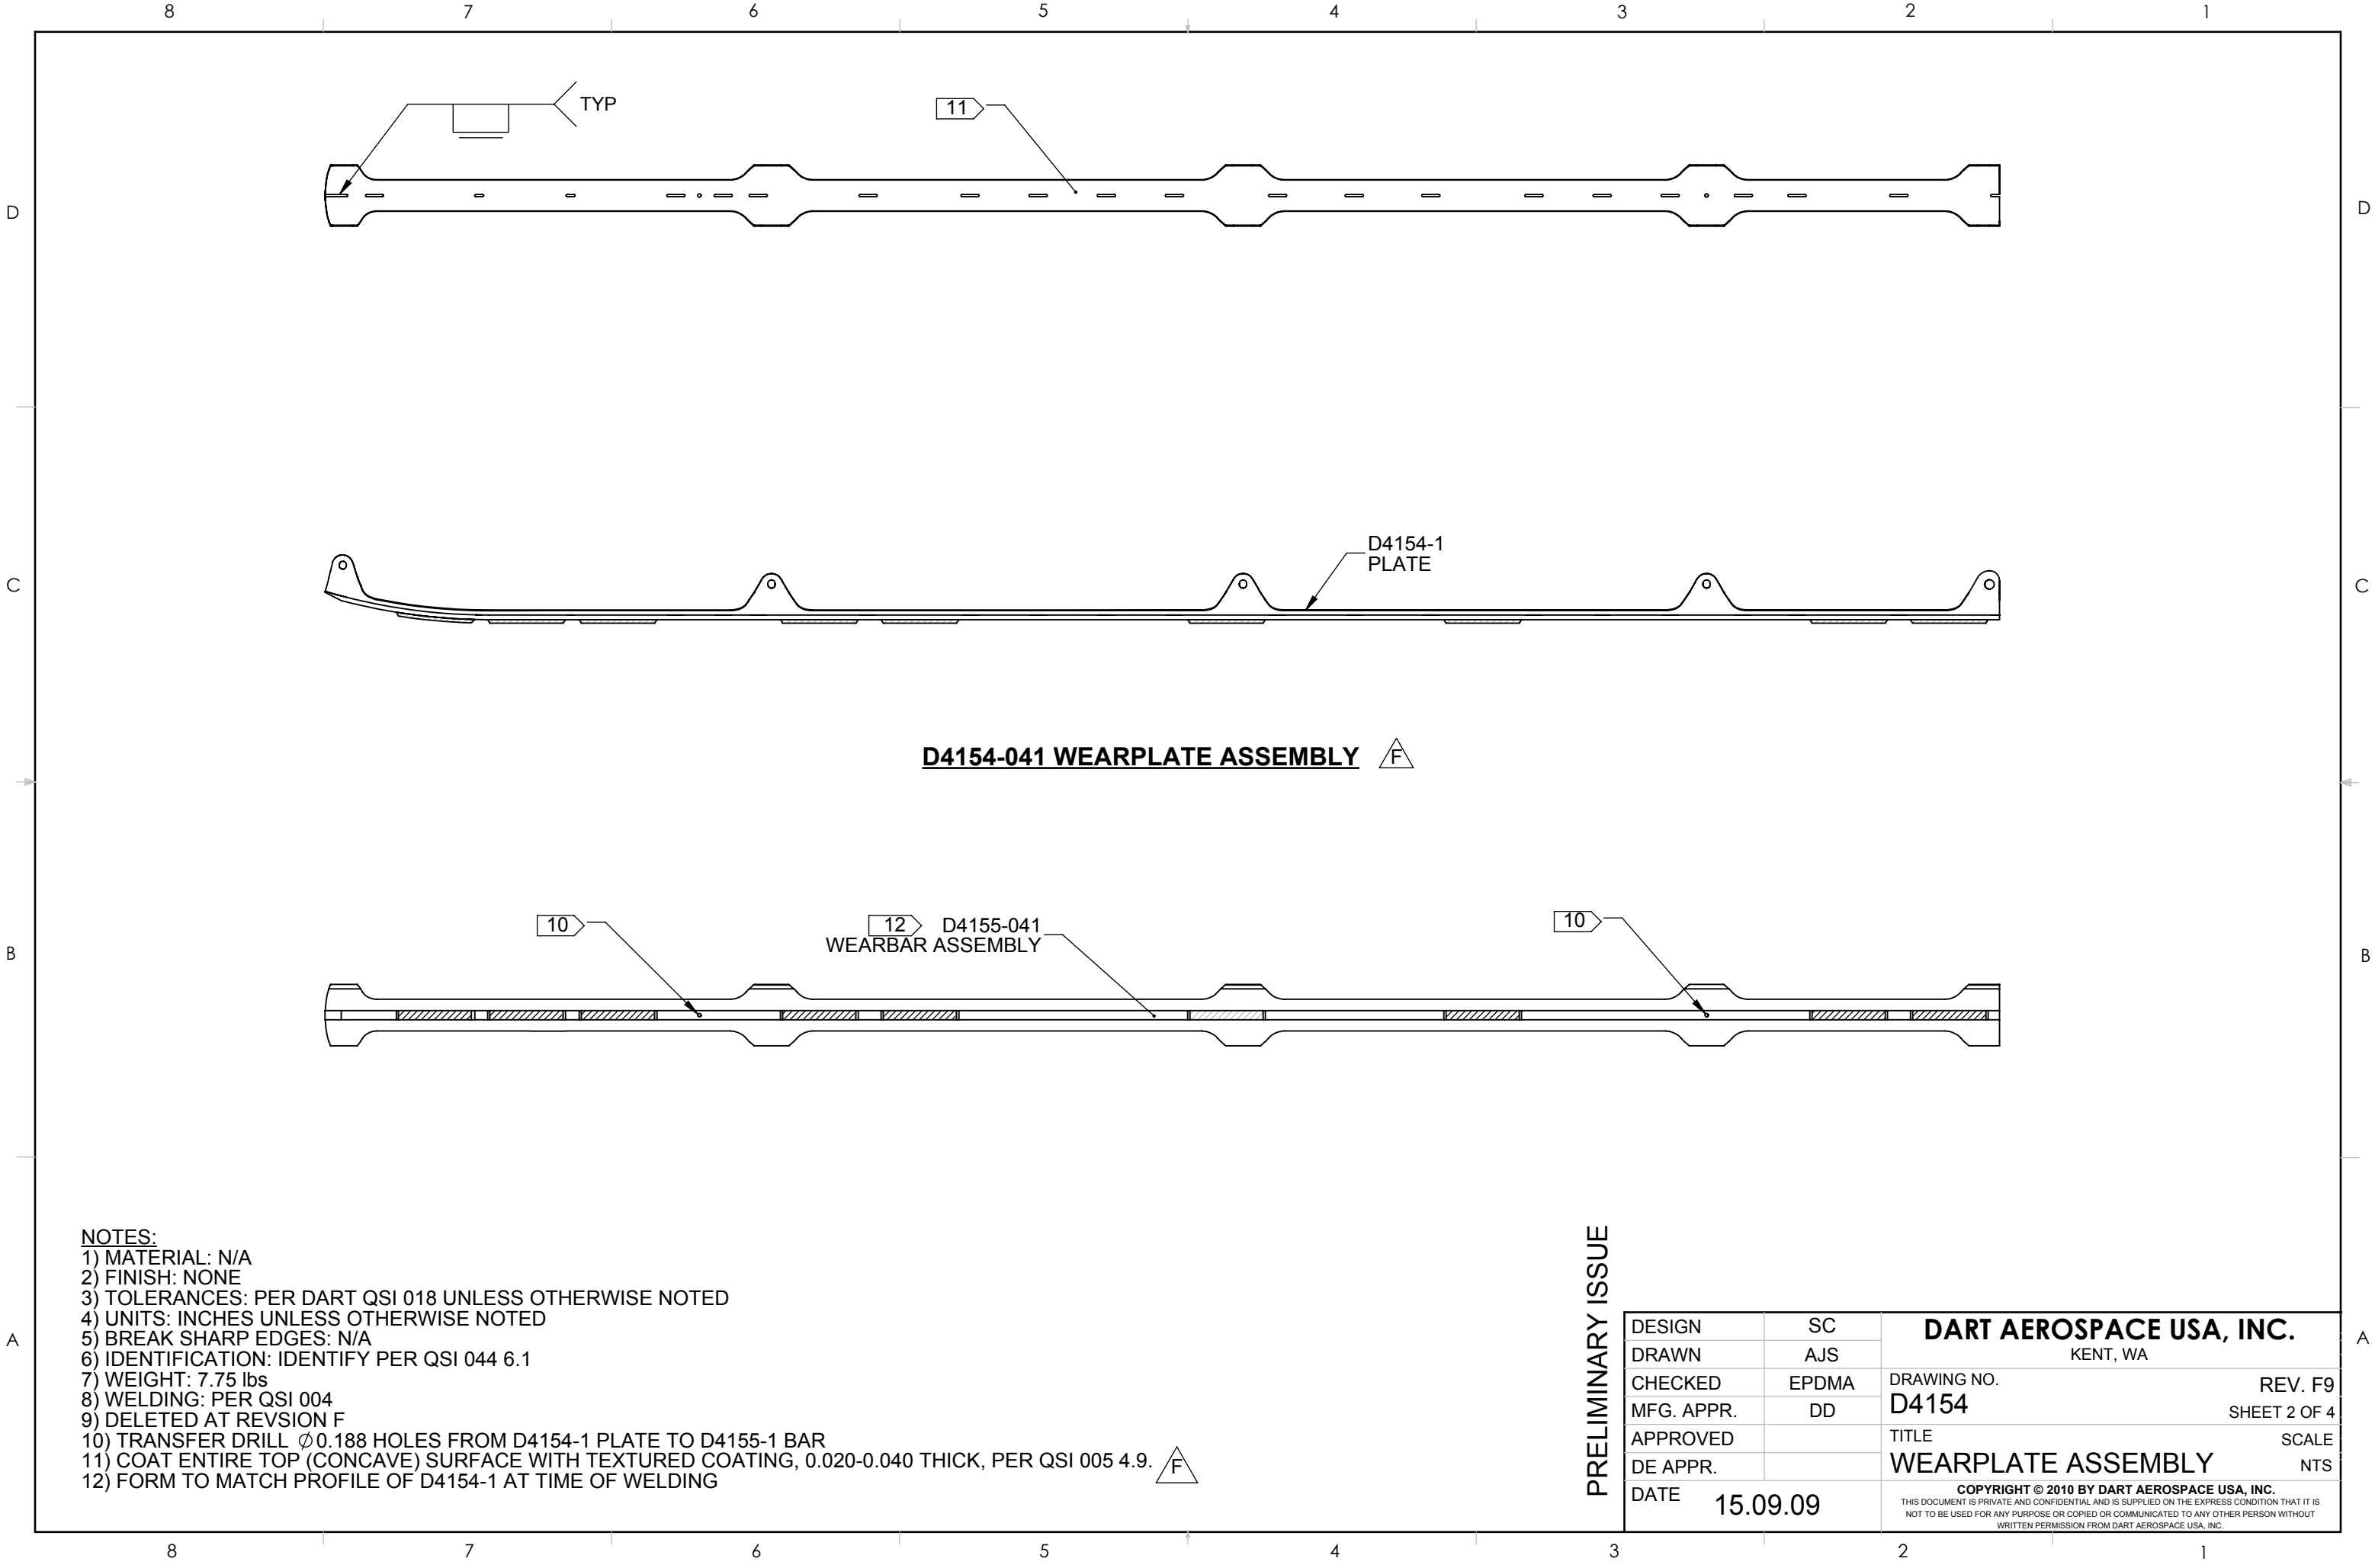 8 7 6 5 4 3 2 1
TYP
11
D D
D4154-1
PLATE
C C
D4154-041 WEARPLATE ASSEMBLY F
10
12 D4155-041
WEARBAR ASSEMBLY
10
B B
NOTES:
1) MATERIAL: N/A
2) FINISH: NONE
3) TOLERANCES: PER DART QSI 018 UNLESS OTHERWISE NOTED
4) UNITS: INCHES UNLESS OTHERWISE NOTED
5) BREAK SHARP EDGES: N/A
6) IDENTIFICATION: IDENTIFY PER QSI 044 6.1
7) WEIGHT: 7.75 lbs
8) WELDING: PER QSI 004
9) DELETED AT REVSION F
10) TRANSFER DRILL ∅0.188 HOLES FROM D4154-1 PLATE TO D4155-1 BAR
11) COAT ENTIRE TOP (CONCAVE) SURFACE WITH TEXTURED COATING, 0.020-0.040 THICK, PER QSI 005 4.9. F
12) FORM TO MATCH PROFILE OF D4154-1 AT TIME OF WELDING
A A
PRELIMINARY ISSUE
DESIGN SC
DRAWN AJS
CHECKED EPDMA
MFG. APPR. DD
APPROVED
DE APPR.
DATE 15.09.09
DART AEROSPACE USA, INC.
KENT, WA
DRAWING NO. REV. F9
D4154 SHEET 2 OF 4
TITLE SCALE
WEARPLATE ASSEMBLY NTS
COPYRIGHT © 2010 BY DART AEROSPACE USA, INC.
THIS DOCUMENT IS PRIVATE AND CONFIDENTIAL AND IS SUPPLIED ON THE EXPRESS CONDITION THAT IT IS
NOT TO BE USED FOR ANY PURPOSE OR COPIED OR COMMUNICATED TO ANY OTHER PERSON WITHOUT
WRITTEN PERMISSION FROM DART AEROSPACE USA, INC.
8 7 6 5 4 3 2 1